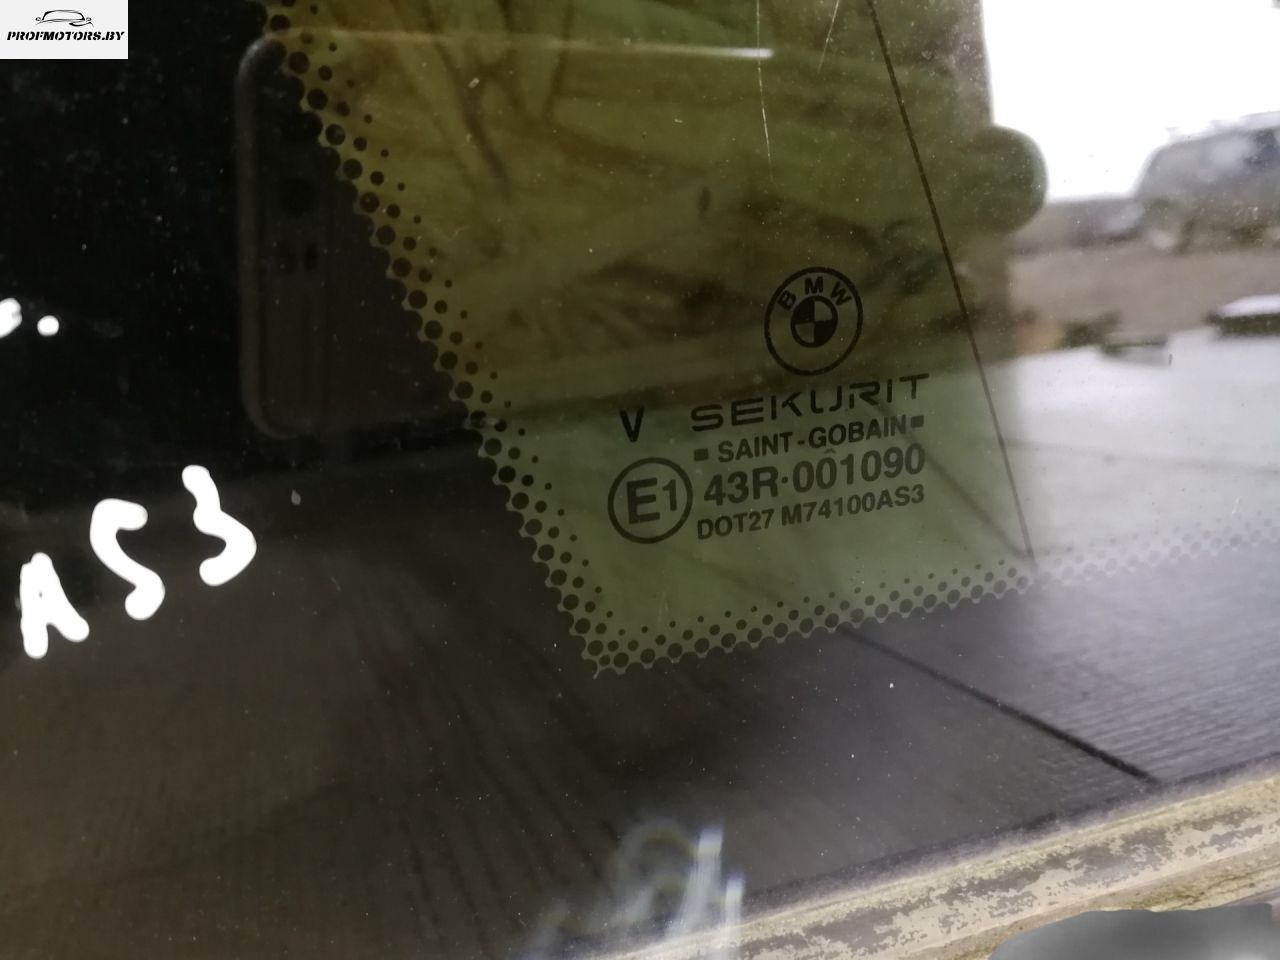 PROFMOTORS.BY
BMW
V SEKURIT
SAINT-GOBAIN
E1 43R-001090
DOT27 M74100AS3
AS3